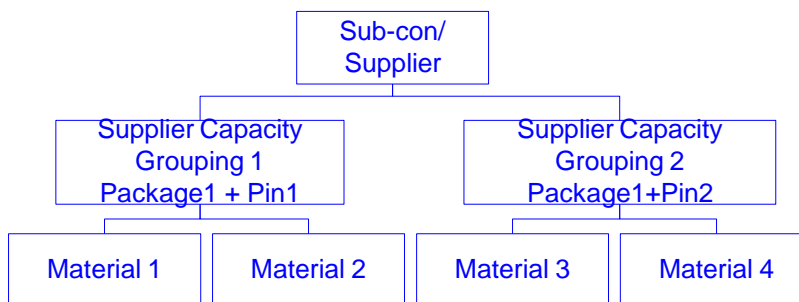 Sub-con/
Supplier
Supplier Capacity
Grouping 1
Package1 + Pin1
Supplier Capacity
Grouping 2
Package1+Pin2
Material 1
Material 2
Material 3
Material 4